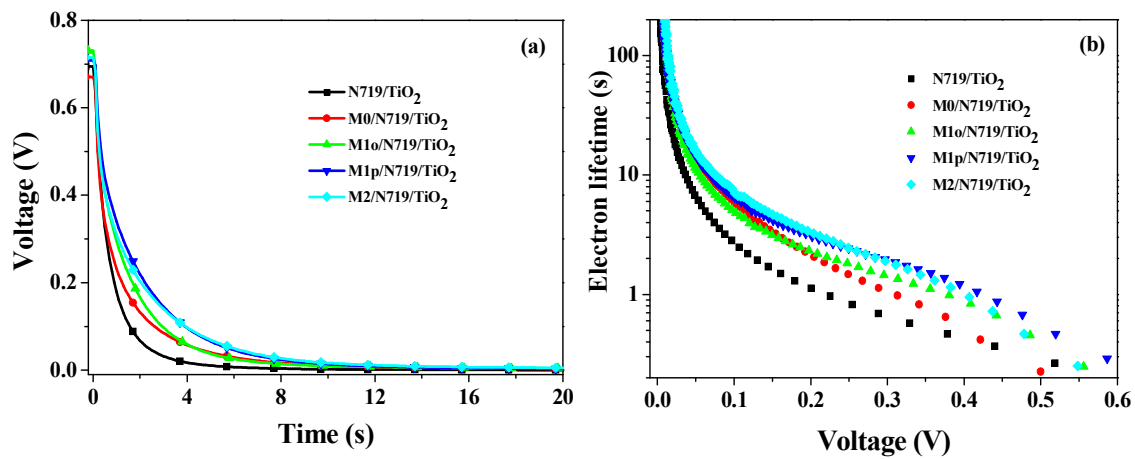 (a)
0.8
0.6
0.4
0.2
0.0
Voltage (V)
N719/TiO2
M0/N719/TiO2
M1o/N719/TiO2
M1p/N719/TiO2
M2/N719/TiO2
0 4 8 12 16 20
Time (s)
(b)
100
10
1
Electron lifetime (s)
N719/TiO2
M0/N719/TiO2
M1o/N719/TiO2
M1p/N719/TiO2
M2/N719/TiO2
0.0 0.1 0.2 0.3 0.4 0.5 0.6
Voltage (V)